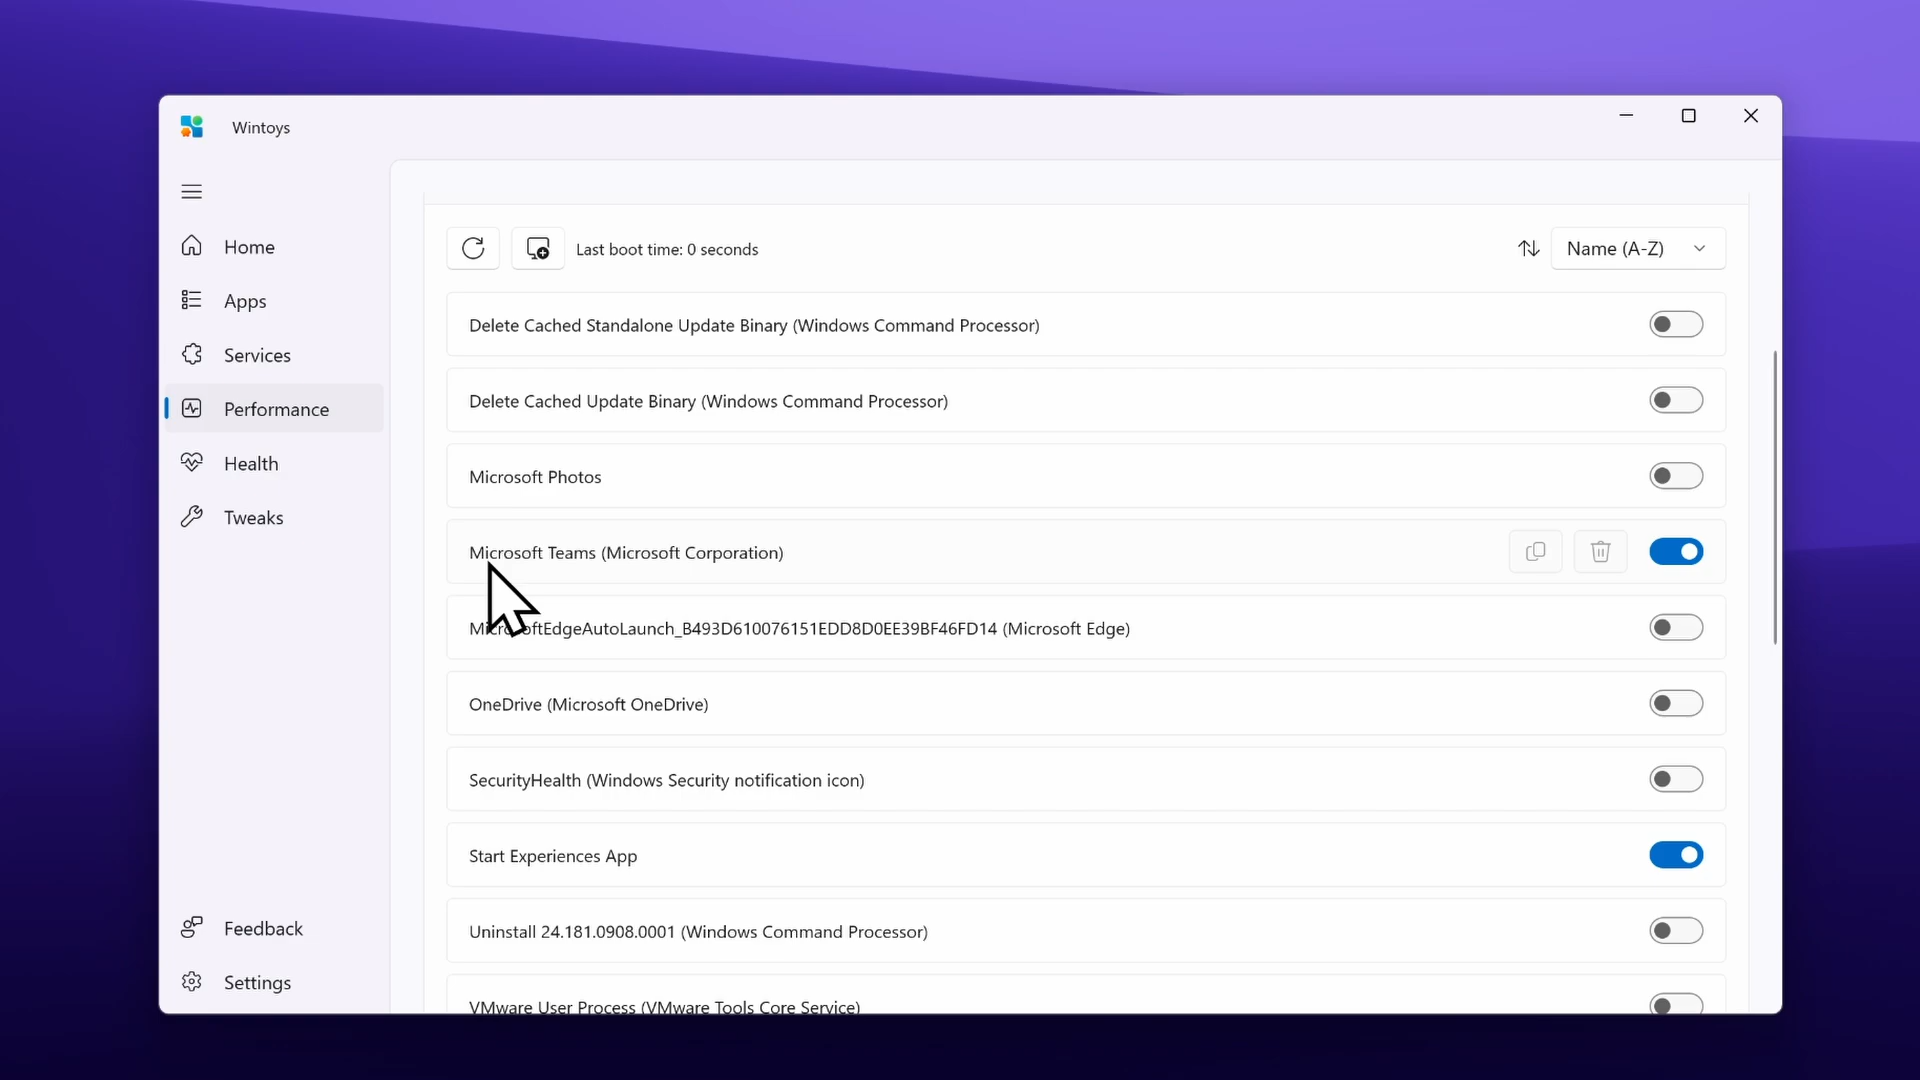 Wintoys
Home
Apps
Services
Performance
Health
Tweaks
Feedback
Settings
Last boot time: 0 seconds
Name (A-Z)
Delete Cached Standalone Update Binary (Windows Command Processor)
Delete Cached Update Binary (Windows Command Processor)
Microsoft Photos
Microsoft Teams (Microsoft Corporation)
MicrosoftEdgeAutoLaunch_B493D610076151EDD8D0EE39BF46FD14 (Microsoft Edge)
OneDrive (Microsoft OneDrive)
SecurityHealth (Windows Security notification icon)
Start Experiences App
Uninstall 24.181.0908.0001 (Windows Command Processor)
VMware User Process (VMware Tools Core Service)